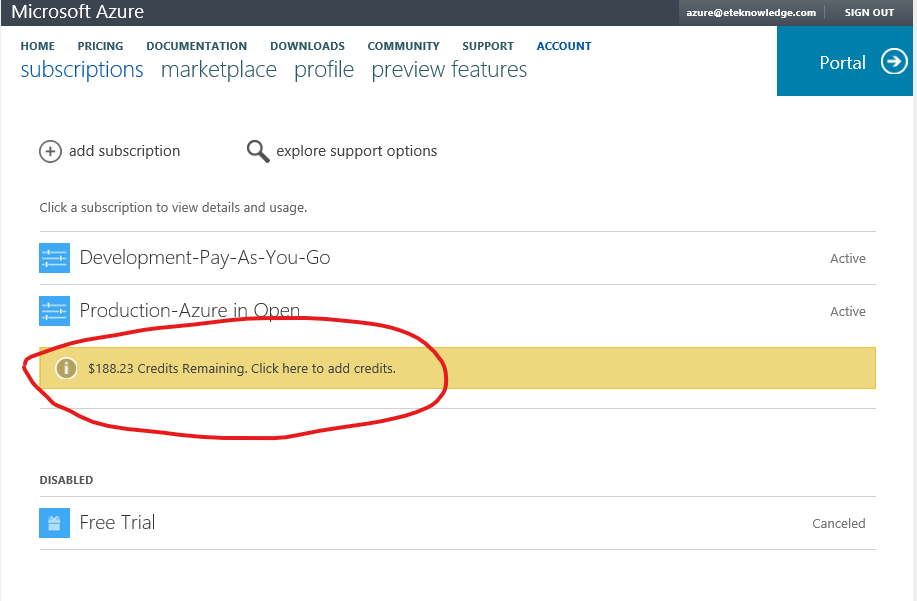 Microsoft Azure
azure@eteknowledge.com SIGN OUT
HOME PRICING DOCUMENTATION DOWNLOADS COMMUNITY SUPPORT ACCOUNT
subscriptions marketplace profile preview features
Portal
add subscription explore support options
Click a subscription to view details and usage.
Development-Pay-As-You-Go Active
Production-Azure in Open Active
$188.23 Credits Remaining. Click here to add credits.
DISABLED
Free Trial Canceled